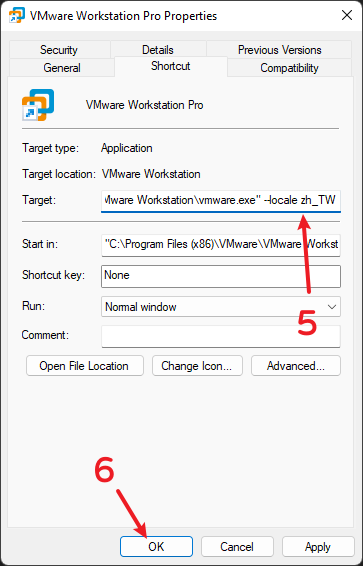 VMware Workstation Pro Properties
Security Details Previous Versions
General Shortcut Compatibility
VMware Workstation Pro
Target type: Application
Target location: VMware Workstation
Target: Mware Workstation\vmware.exe" --locale zh_TW
Start in: "C:\Program Files (x86)\VMware\VMware Workst
Shortcut key: None
Run: Normal window
Comment:
5
Open File Location Change Icon... Advanced...
6
OK Cancel Apply